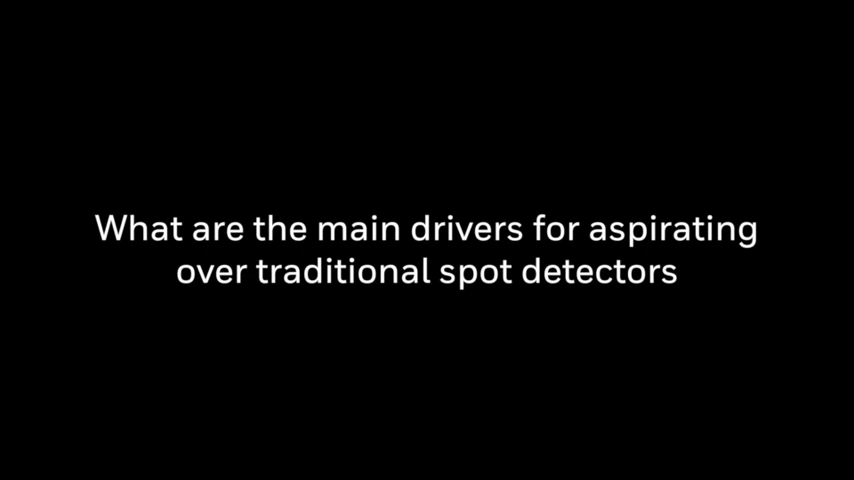 What are the main drivers for aspirating
over traditional spot detectors